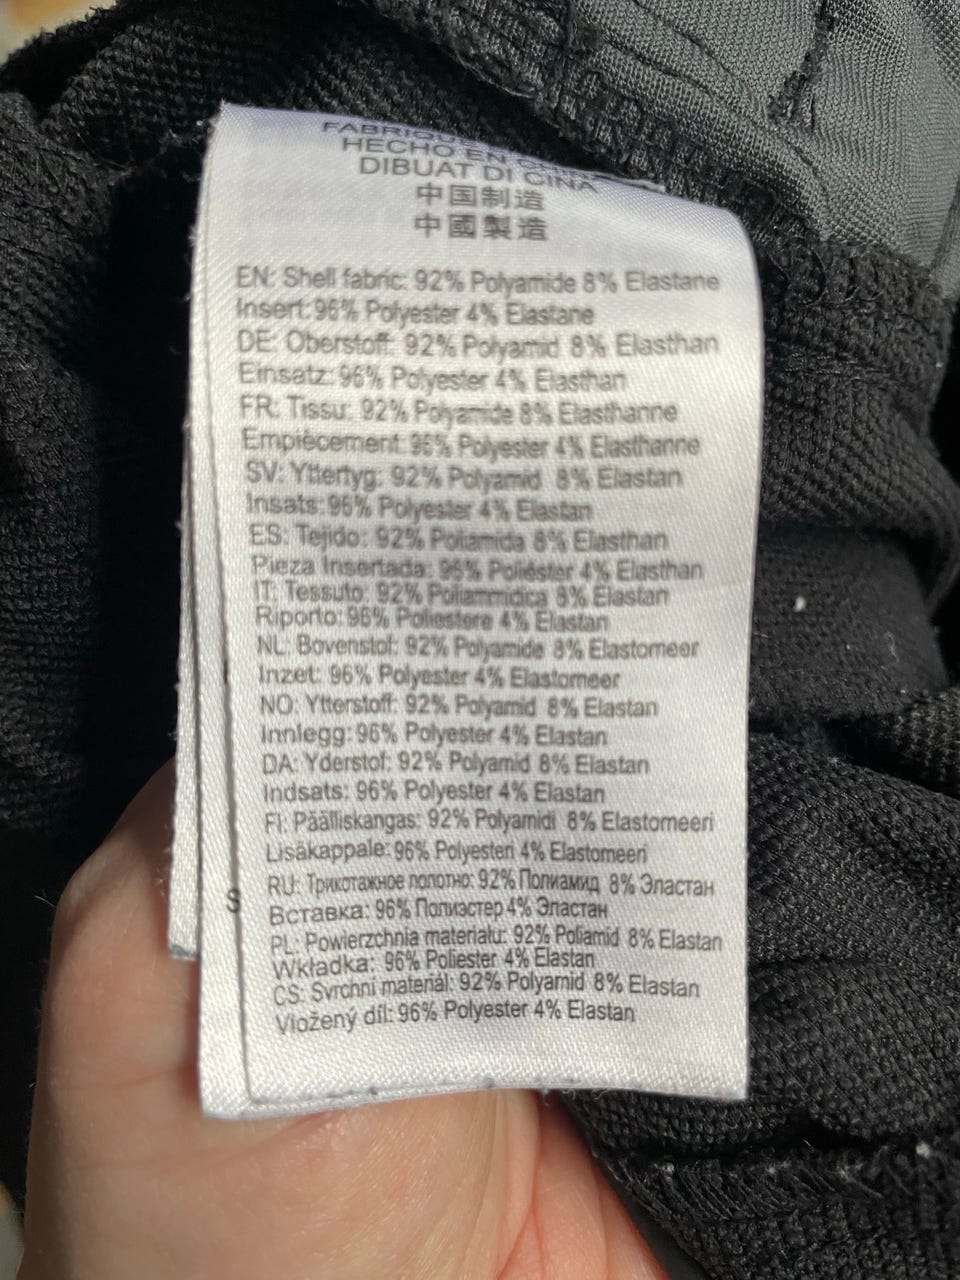 FABRIQUÉ
HECHO EN CHINA
DIBUAT DI CINA
中国制造
中國製造
EN: Shell fabric: 92% Polyamide 8% Elastane
Insert: 96% Polyester 4% Elastane
DE: Oberstoff: 92% Polyamid 8% Elasthan
Einsatz: 96% Polyester 4% Elasthan
FR: Tissu: 92% Polyamide 8% Elasthanne
Empiècement: 96% Polyester 4% Elasthanne
SV: Yttertyg: 92% Polyamid 8% Elastan
Insats: 96% Polyester 4% Elastan
ES: Tejido: 92% Poliamida 8% Elasthan
Pieza Insertada: 96% Poliéster 4% Elasthan
IT: Tessuto: 92% Poliammidica 8% Elastan
Riporto: 96% Poliestere 4% Elastan
NL: Bovenstof: 92% Polyamide 8% Elastomeer
Inzet: 96% Polyester 4% Elastomeer
NO: Ytterstoff: 92% Polyamid 8% Elastan
Innlegg: 96% Polyester 4% Elastan
DA: Yderstof: 92% Polyamid 8% Elastan
Indsats: 96% Polyester 4% Elastan
FI: Päälliskangas: 92% Polyamidi 8% Elastomeeri
Lisäkappale: 96% Polyesteri 4% Elastomeeri
RU: Трикотажное полотно: 92% Полиамид 8% Эластан
Вставка: 96% Полиэстер 4% Эластан
PL: Powierzchnia materiału: 92% Poliamid 8% Elastan
Wkładka: 96% Poliester 4% Elastan
CS: Svrchní materiál: 92% Polyamid 8% Elastan
Vložený díl: 96% Polyester 4% Elastan
S